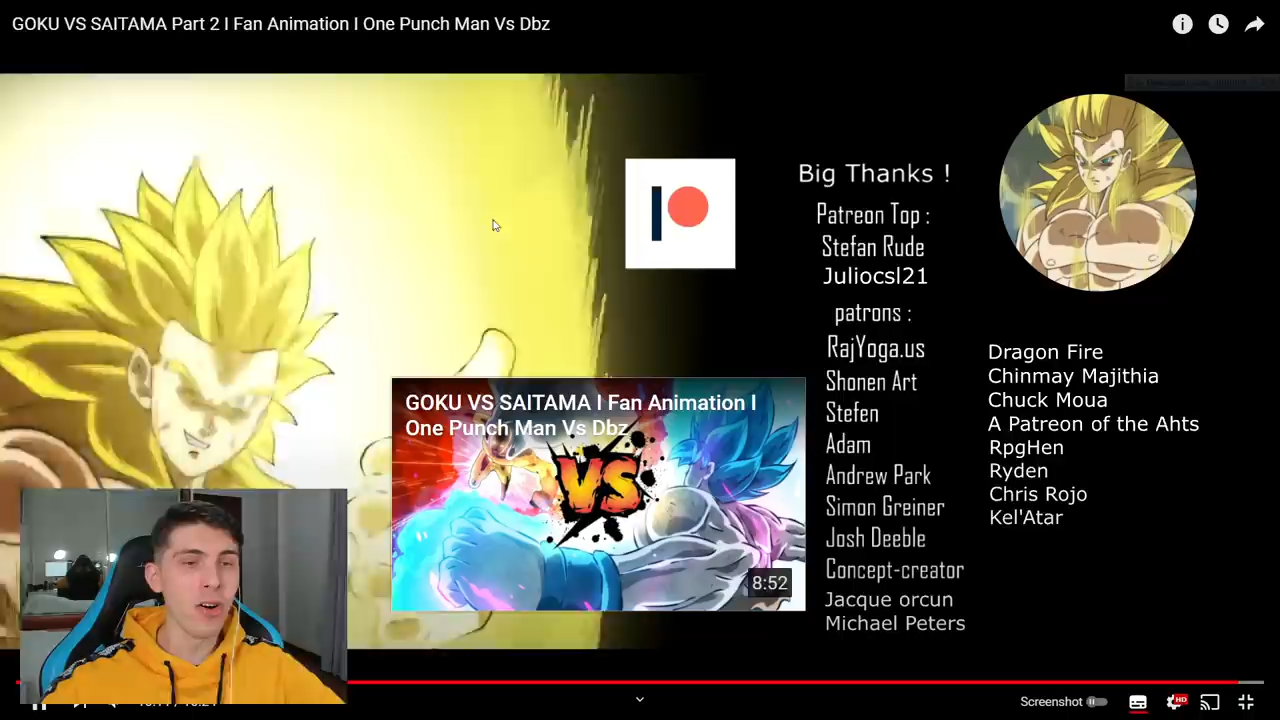 GOKU VS SAITAMA Part 2 I Fan Animation I One Punch Man Vs Dbz
Big Thanks !
Patreon Top :
Stefan Rude
Juliocsl21
patrons :
RajYoga.us
Shonen Art
Stefen
Adam
Andrew Park
Simon Greiner
Josh Deeble
Concept-creator
Jacque orcun
Michael Peters
Dragon Fire
Chinmay Majithia
Chuck Moua
A Patreon of the Ahts
RpgHen
Ryden
Chris Rojo
Kel'Atar
GOKU VS SAITAMA I Fan Animation I
One Punch Man Vs Dbz
VS
8:52
Screenshot
HD